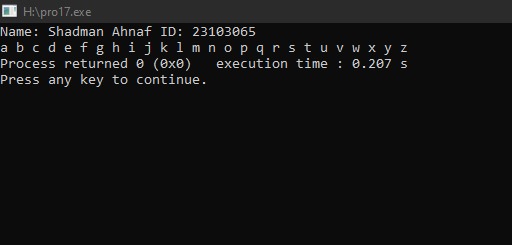 H:\pro17.exe
Name: Shadman Ahnaf ID: 23103065
a b c d e f g h i j k l m n o p q r s t u v w x y z
Process returned 0 (0x0)   execution time : 0.207 s
Press any key to continue.